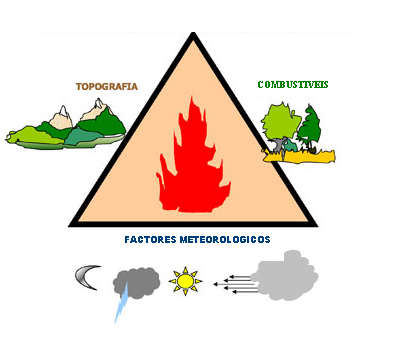 TOPOGRAFIA
COMBUSTIVEIS
FACTORES METEOROLOGICOS